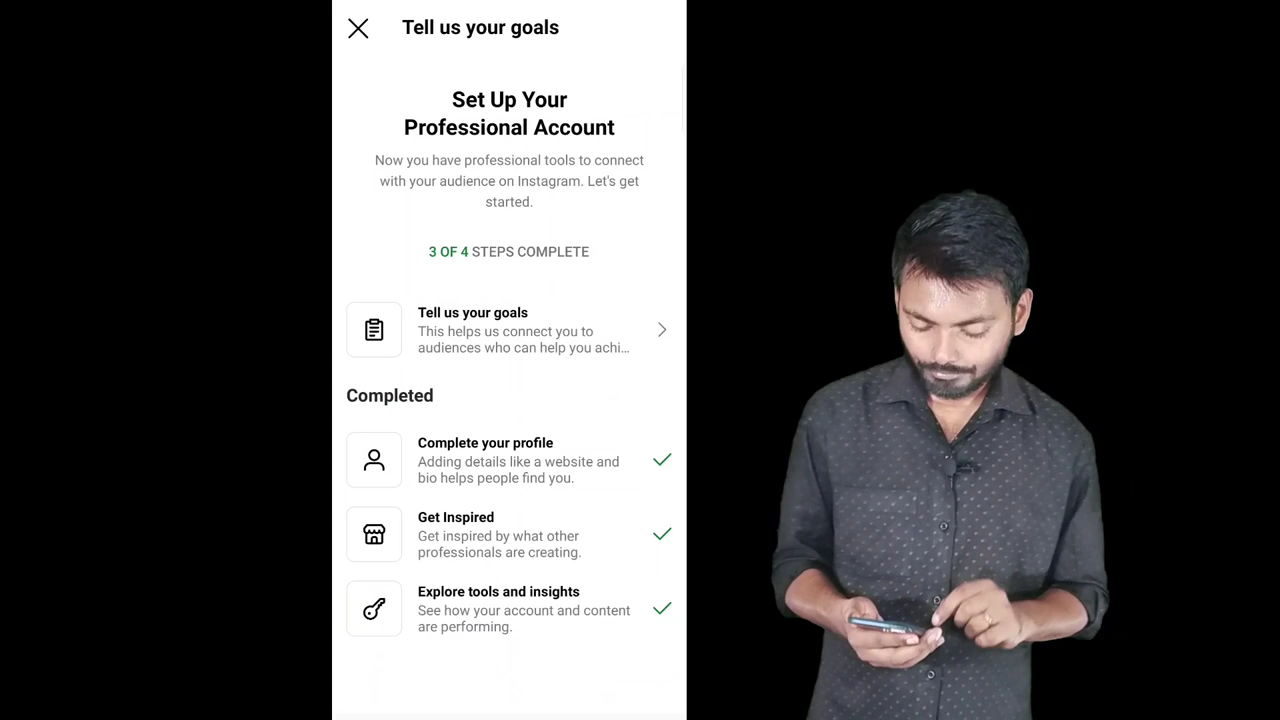 Tell us your goals
Set Up Your
Professional Account
Now you have professional tools to connect
with your audience on Instagram. Let's get
started.
3 OF 4 STEPS COMPLETE
Tell us your goals
This helps us connect you to
audiences who can help you achi...
Completed
Complete your profile
Adding details like a website and
bio helps people find you.
Get Inspired
Get inspired by what other
professionals are creating.
Explore tools and insights
See how your account and content
are performing.